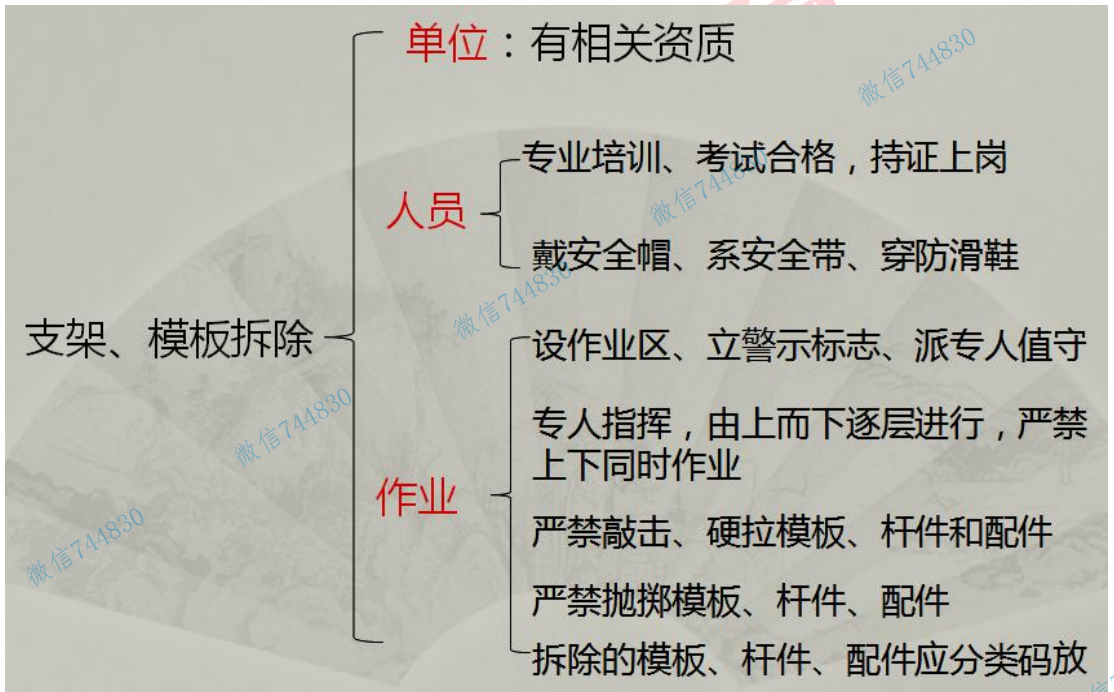 单位：有相关资质
微信744830
专业培训、考试合格，持证上岗
人员
微信744830
戴安全帽、系安全带、穿防滑鞋
微信744830
支架、模板拆除
设作业区、立警示标志、派专人值守
微信744830
专人指挥，由上而下逐层进行，严禁
上下同时作业
作业
严禁敲击、硬拉模板、杆件和配件
微信744830
严禁抛掷模板、杆件、配件
拆除的模板、杆件、配件应分类码放